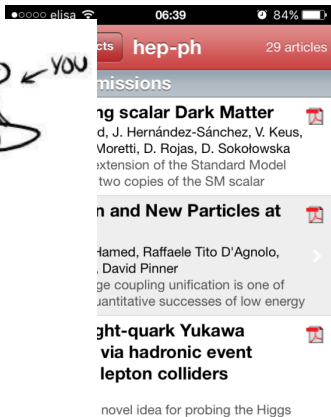 elisa 06:39 84%
YOU
cts hep-ph 29 articles
missions
ng scalar Dark Matter
d, J. Hernández-Sánchez, V. Keus,
Moretti, D. Rojas, D. Sokołowska
extension of the Standard Model
two copies of the SM scalar
n and New Particles at
Hamed, Raffaele Tito D'Agnolo,
, David Pinner
ge coupling unification is one of
uantitative successes of low energy
ght-quark Yukawa
via hadronic event
lepton colliders
novel idea for probing the Higgs